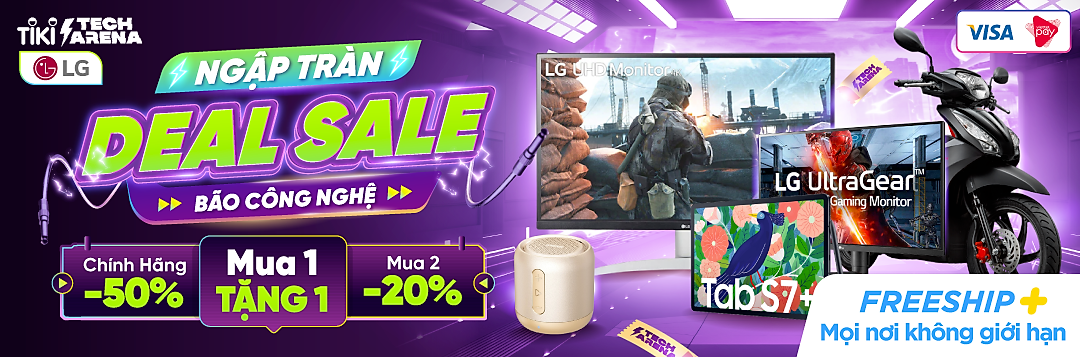 TIKI TECH ARENA
LG
NGẬP TRÀN
DEAL SALE
BÃO CÔNG NGHỆ
Chính Hãng
-50%
Mua 1
TẶNG 1
Mua 2
-20%
LG UHD Monitor
LG UltraGear™
Gaming Monitor
Tab S7+
TECH ARENA
TECH ARENA
VISA
pay
FREESHIP+
Mọi nơi không giới hạn